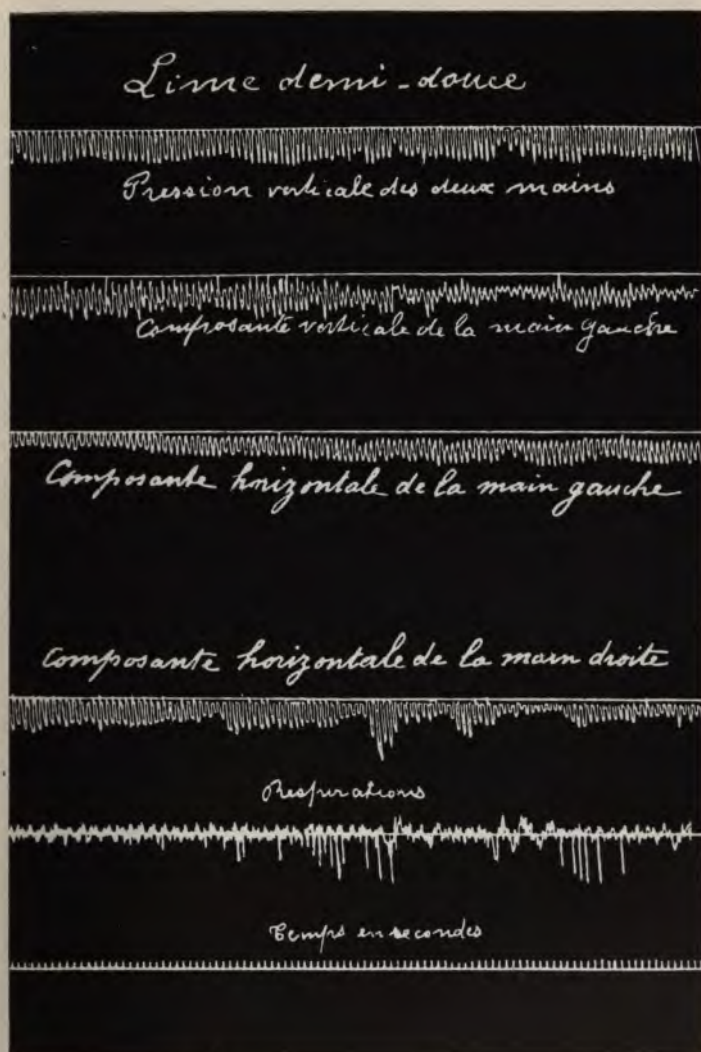 Lime demi-douce
Pression verticale des deux mains
Composante verticale de la main gauche
Composante horizontale de la main gauche
Composante horizontale de la main droite
Respirations
Temps en secondes